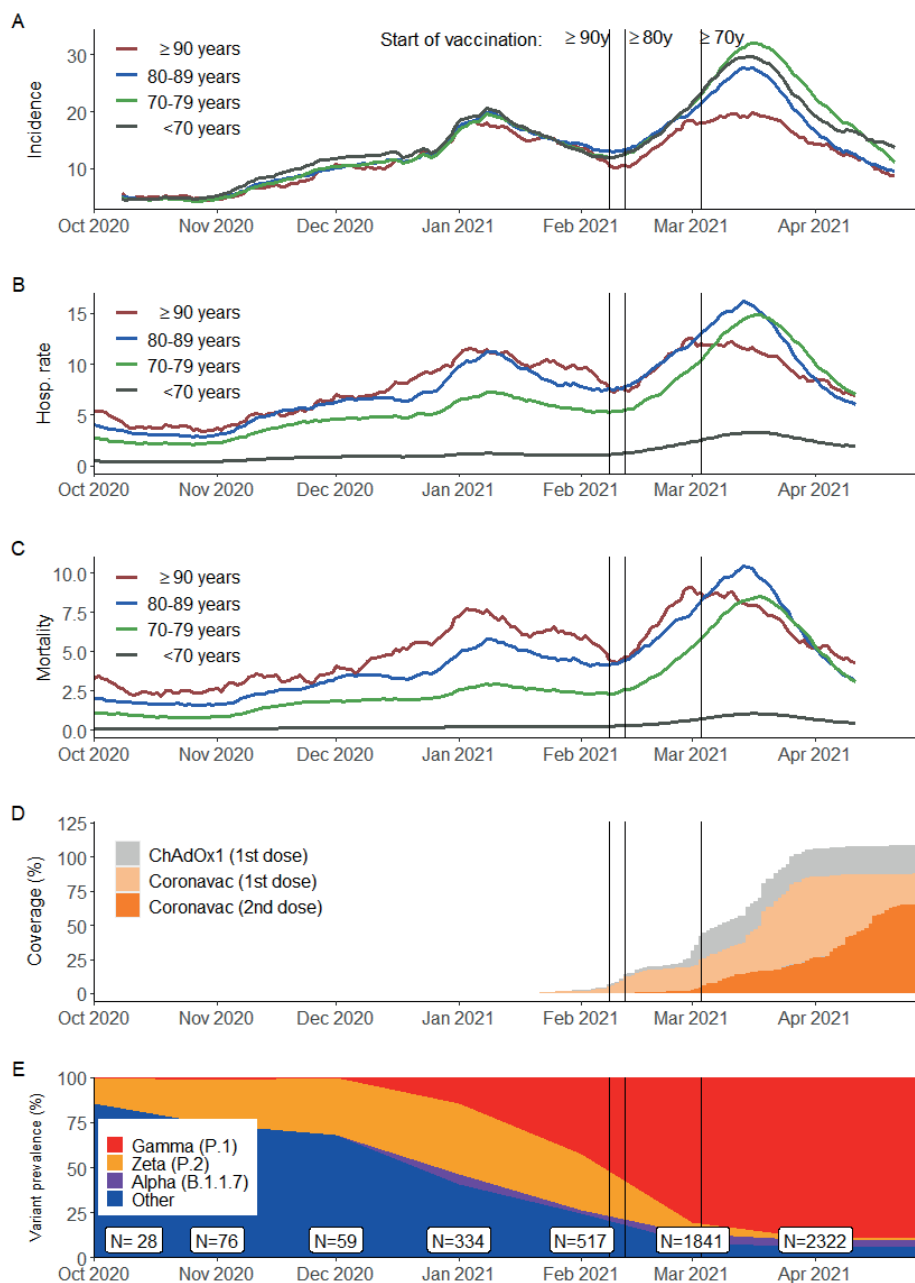 A
Start of vaccination: ≥ 90y ≥ 80y ≥ 70y
Incidence
30
20
10
≥ 90 years
80-89 years
70-79 years
<70 years
Oct 2020 Nov 2020 Dec 2020 Jan 2021 Feb 2021 Mar 2021 Apr 2021
B
Hosp. rate
15
10
5
0
≥ 90 years
80-89 years
70-79 years
<70 years
Oct 2020 Nov 2020 Dec 2020 Jan 2021 Feb 2021 Mar 2021 Apr 2021
C
Mortality
10.0
7.5
5.0
2.5
0.0
≥ 90 years
80-89 years
70-79 years
<70 years
Oct 2020 Nov 2020 Dec 2020 Jan 2021 Feb 2021 Mar 2021 Apr 2021
D
Coverage (%)
125
100
75
50
25
0
ChAdOx1 (1st dose)
Coronavac (1st dose)
Coronavac (2nd dose)
Oct 2020 Nov 2020 Dec 2020 Jan 2021 Feb 2021 Mar 2021 Apr 2021
E
Variant prevalence (%)
100
75
50
25
0
Gamma (P.1)
Zeta (P.2)
Alpha (B.1.1.7)
Other
N= 28 N=76 N=59 N=334 N=517 N=1841 N=2322
Oct 2020 Nov 2020 Dec 2020 Jan 2021 Feb 2021 Mar 2021 Apr 2021